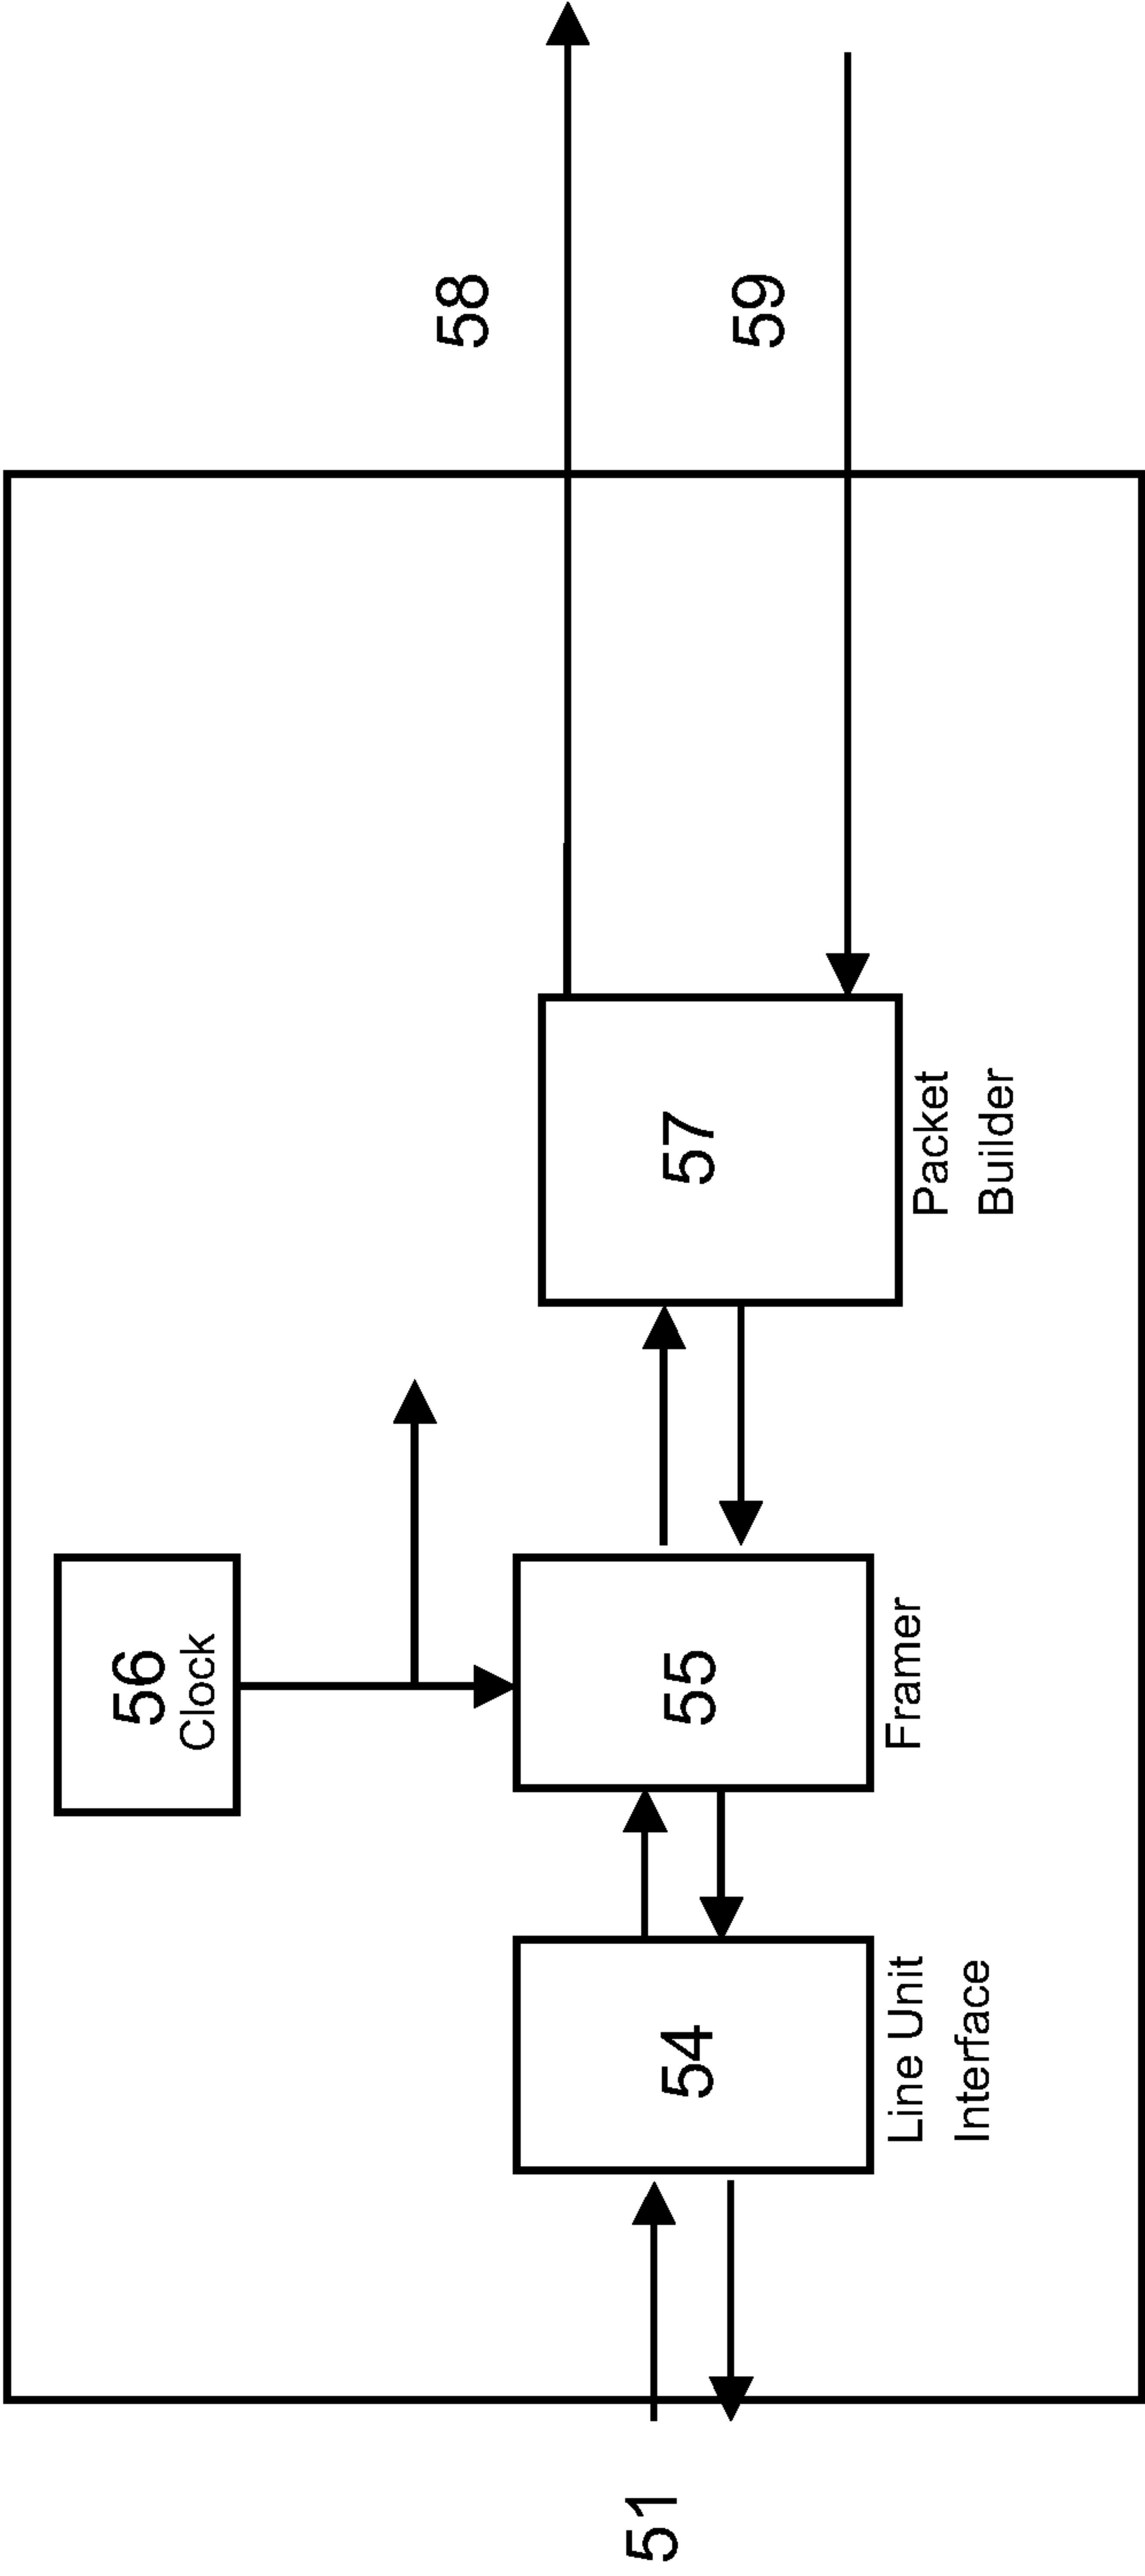 56
Clock
58
59
51
54
Line Unit
Interface
55
Framer
57
Packet
Builder